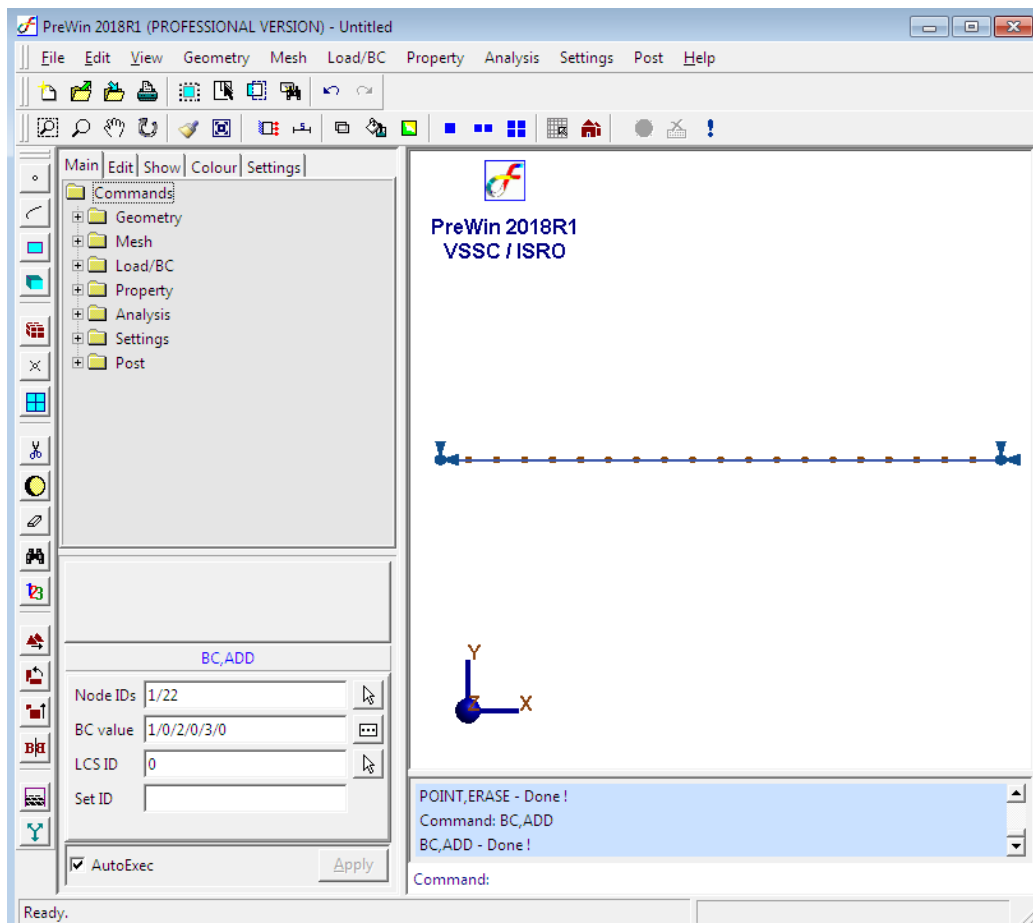 PreWin 2018R1 (PROFESSIONAL VERSION) - Untitled
File Edit View Geometry Mesh Load/BC Property Analysis Settings Post Help
Main Edit Show Colour Settings
Commands
Geometry
Mesh
Load/BC
Property
Analysis
Settings
Post
BC,ADD
Node IDs 1/22
BC value 1/0/2/0/3/0
LCS ID 0
Set ID
AutoExec Apply
PreWin 2018R1
VSSC / ISRO
Y
Z X
POINT,ERASE - Done !
Command: BC,ADD
BC,ADD - Done !
Command:
Ready.
123
B B